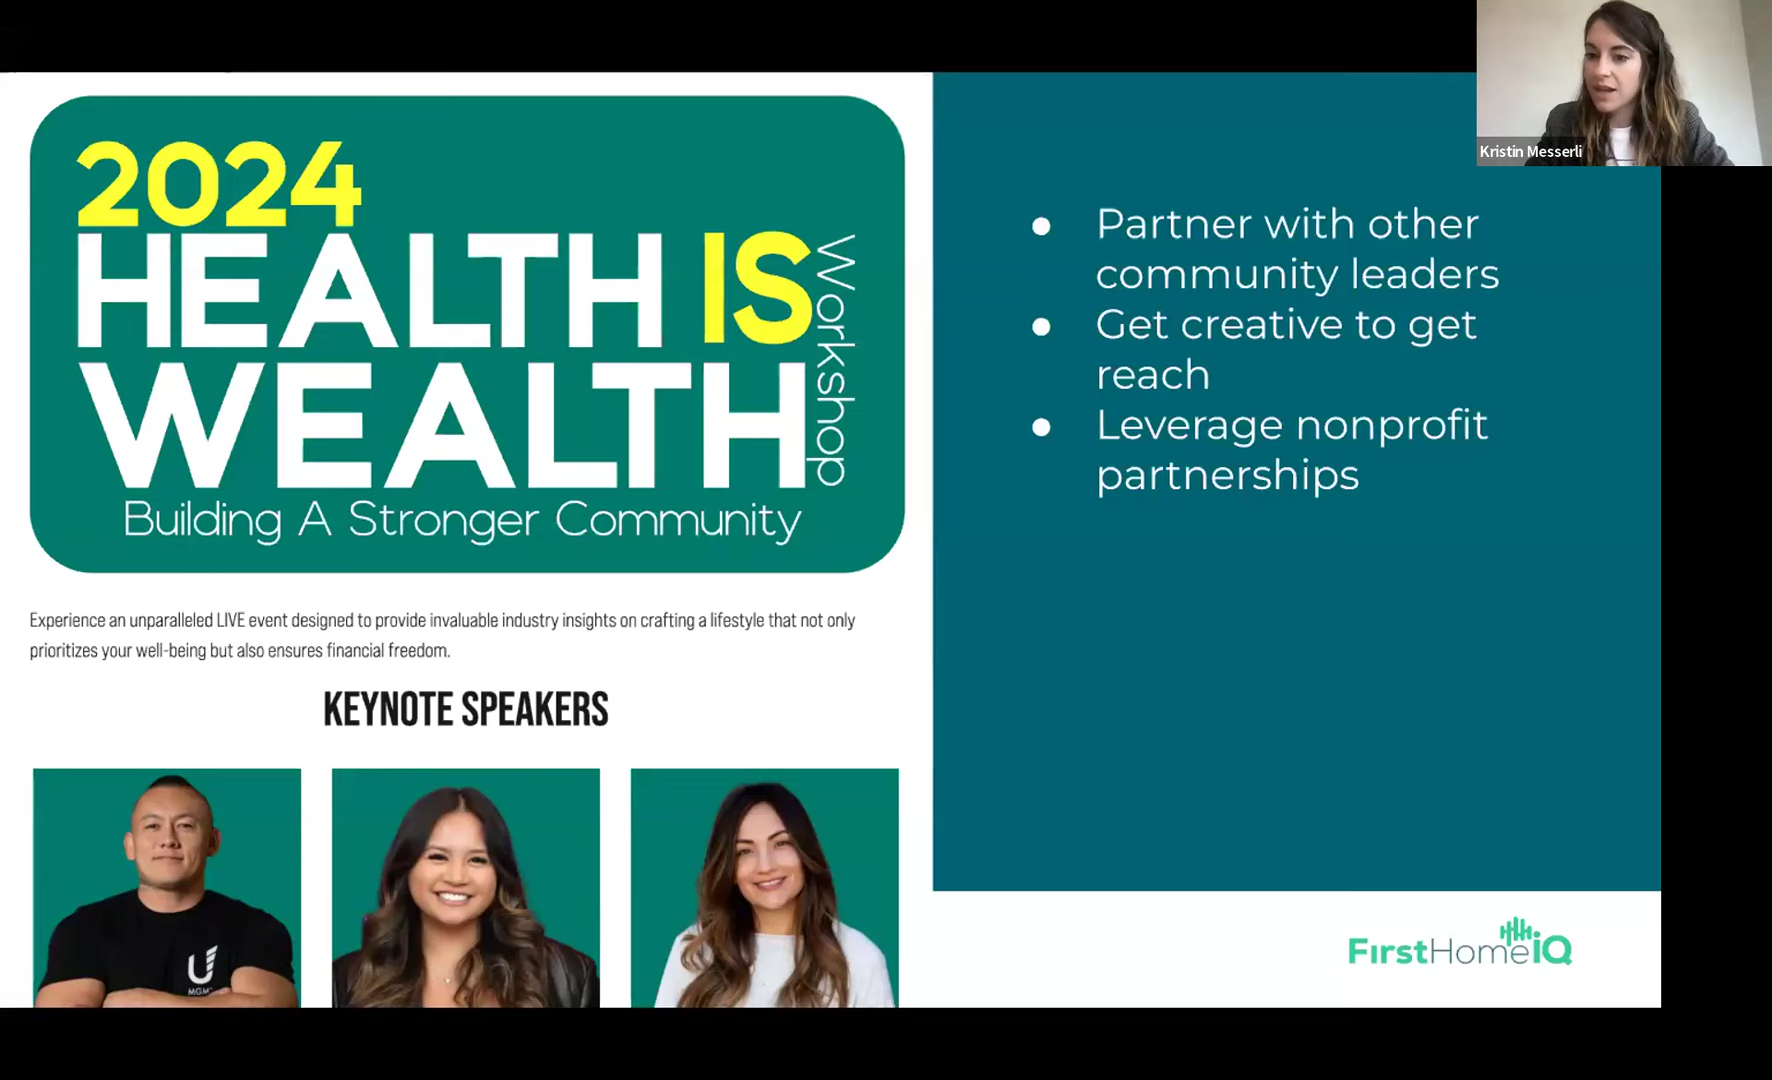 2024
HEALTH IS
WEALTH
Workshop
Building A Stronger Community
Experience an unparalleled LIVE event designed to provide invaluable industry insights on crafting a lifestyle that not only
prioritizes your well-being but also ensures financial freedom.
KEYNOTE SPEAKERS
U
MGMT
Kristin Messerli
● Partner with other
community leaders
● Get creative to get
reach
● Leverage nonprofit
partnerships
FirstHomeiQ